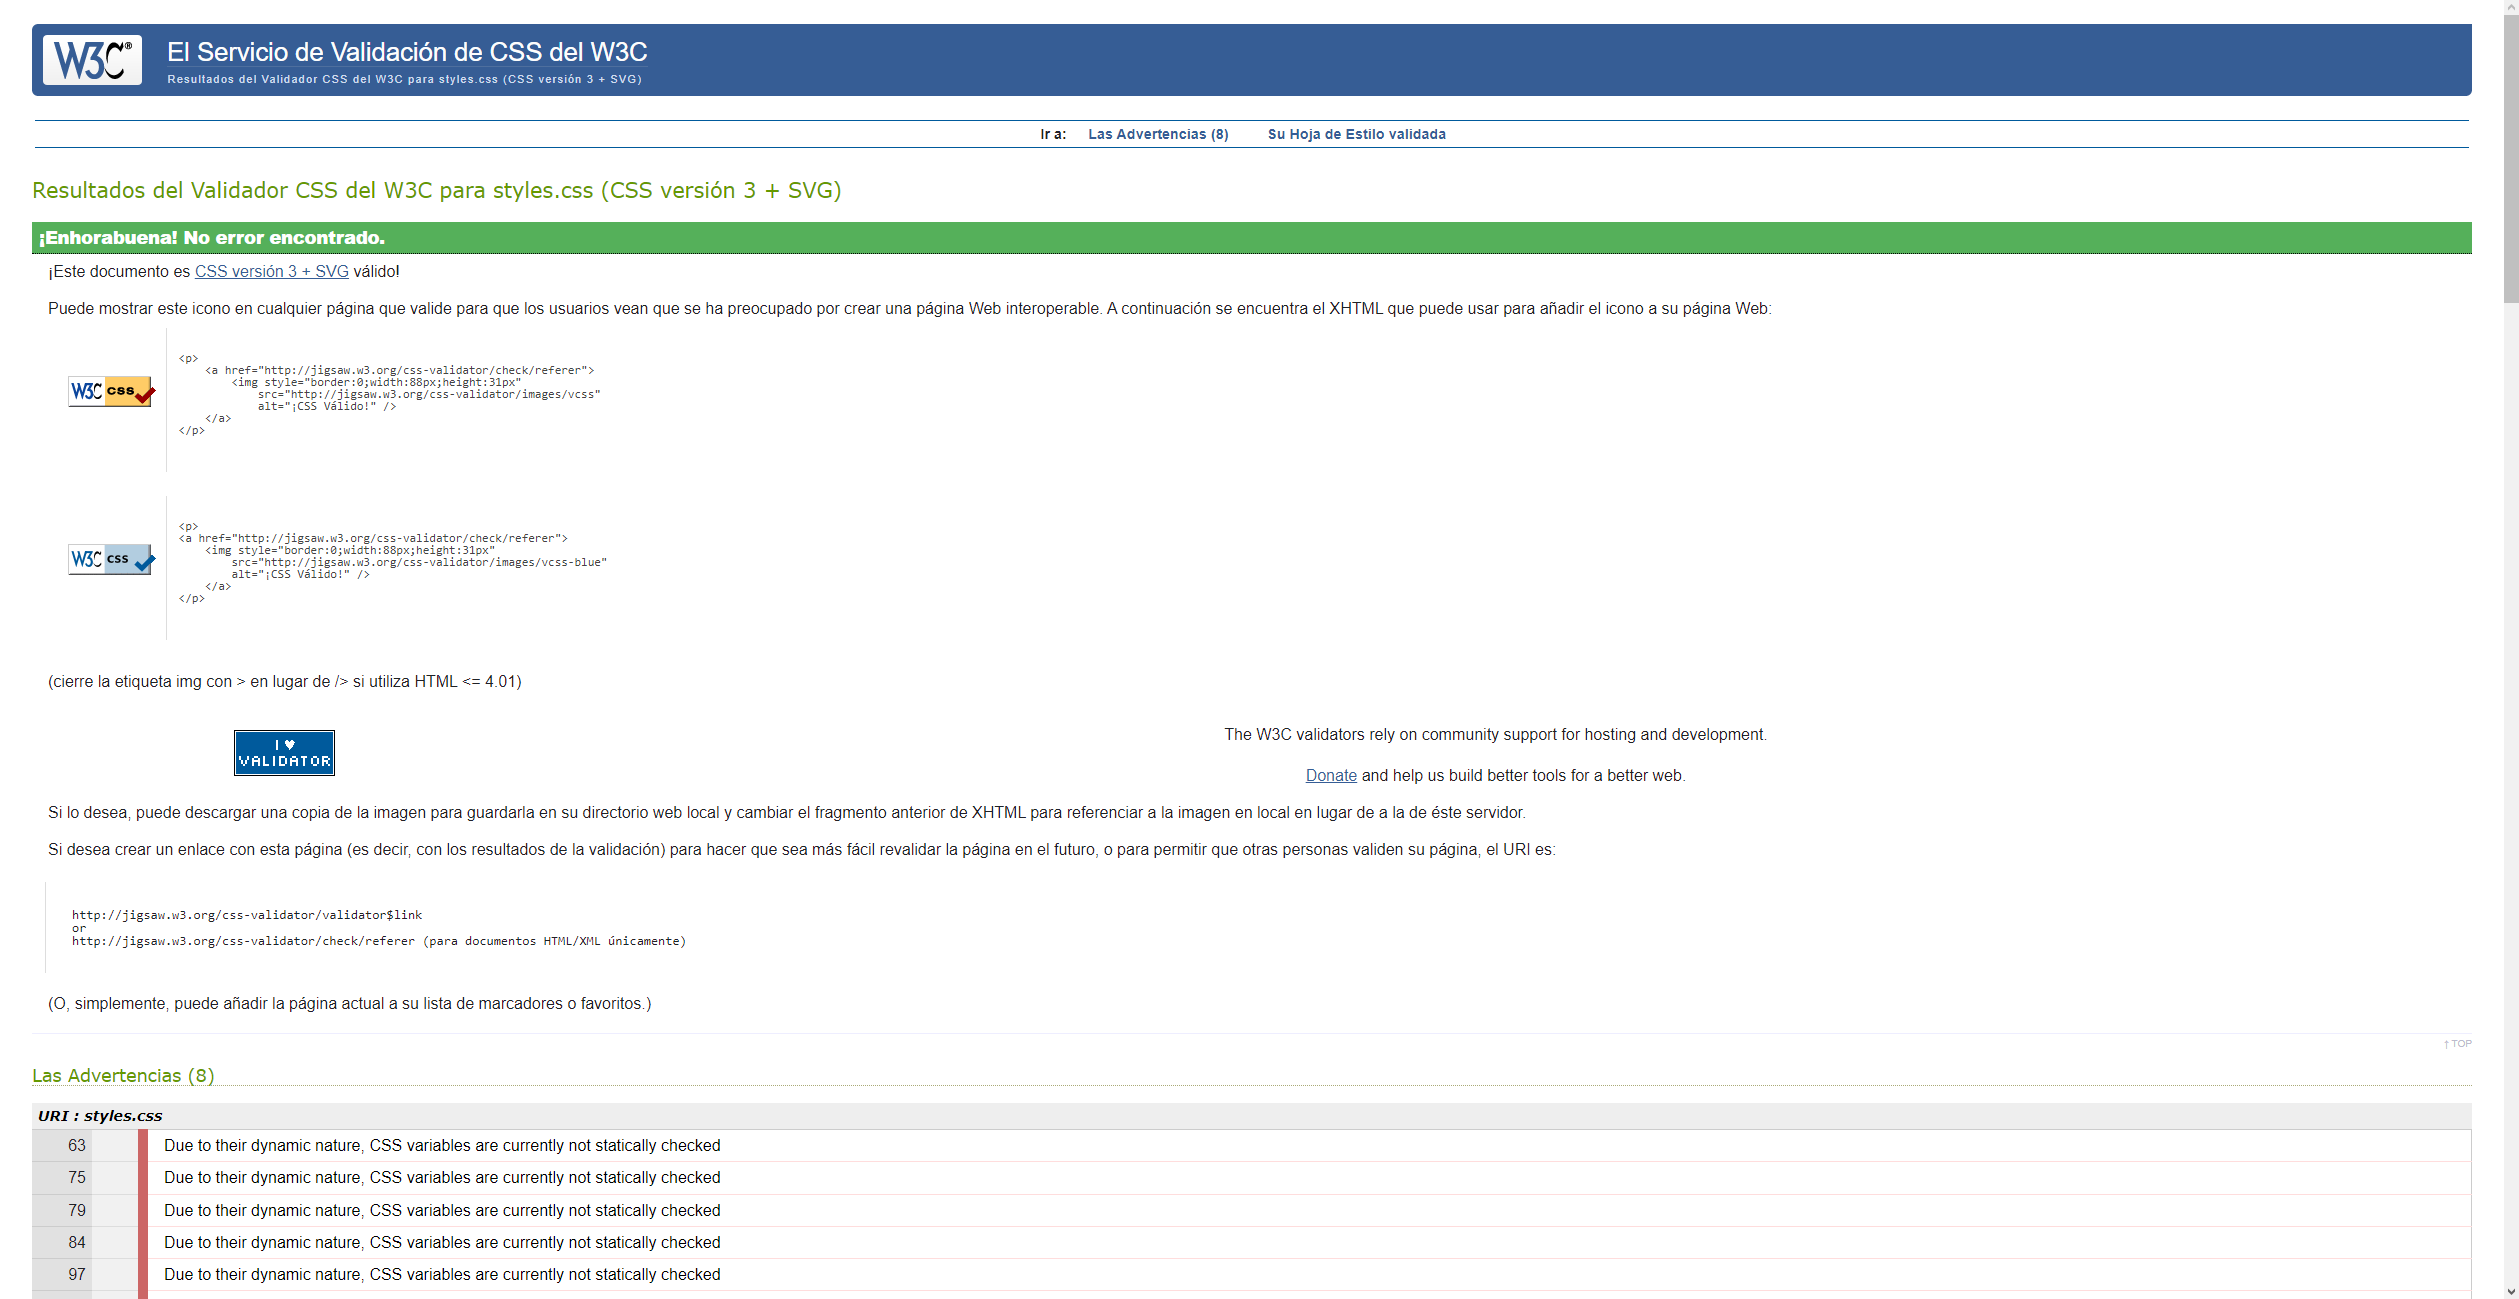 W3C®
El Servicio de Validación de CSS del W3C
Resultados del Validador CSS del W3C para styles.css (CSS versión 3 + SVG)
Ir a: Las Advertencias (8) Su Hoja de Estilo validada
Resultados del Validador CSS del W3C para styles.css (CSS versión 3 + SVG)
¡Enhorabuena! No error encontrado.
¡Este documento es CSS versión 3 + SVG válido!
Puede mostrar este icono en cualquier página que valide para que los usuarios vean que se ha preocupado por crear una página Web interoperable. A continuación se encuentra el XHTML que puede usar para añadir el icono a su página Web:
<p>
<a href="http://jigsaw.w3.org/css-validator/check/referer">
<img style="border:0;width:88px;height:31px"
W3C css
src="http://jigsaw.w3.org/css-validator/images/vcss"
alt="¡CSS Válido!" />
</a>
</p>
<p>
<a href="http://jigsaw.w3.org/css-validator/check/referer">
<img style="border:0;width:88px;height:31px"
W3C css
src="http://jigsaw.w3.org/css-validator/images/vcss-blue"
alt="¡CSS Válido!" />
</a>
</p>
(cierre la etiqueta img con > en lugar de /> si utiliza HTML <= 4.01)
I ♥
VALIDATOR
The W3C validators rely on community support for hosting and development.
Donate and help us build better tools for a better web.
Si lo desea, puede descargar una copia de la imagen para guardarla en su directorio web local y cambiar el fragmento anterior de XHTML para referenciar a la imagen en local en lugar de a la de éste servidor.
Si desea crear un enlace con esta página (es decir, con los resultados de la validación) para hacer que sea más fácil revalidar la página en el futuro, o para permitir que otras personas validen su página, el URI es:
http://jigsaw.w3.org/css-validator/validator$link
or
http://jigsaw.w3.org/css-validator/check/referer (para documentos HTML/XML únicamente)
(O, simplemente, puede añadir la página actual a su lista de marcadores o favoritos.)
↑ TOP
Las Advertencias (8)
URI : styles.css
63 Due to their dynamic nature, CSS variables are currently not statically checked
75 Due to their dynamic nature, CSS variables are currently not statically checked
79 Due to their dynamic nature, CSS variables are currently not statically checked
84 Due to their dynamic nature, CSS variables are currently not statically checked
97 Due to their dynamic nature, CSS variables are currently not statically checked